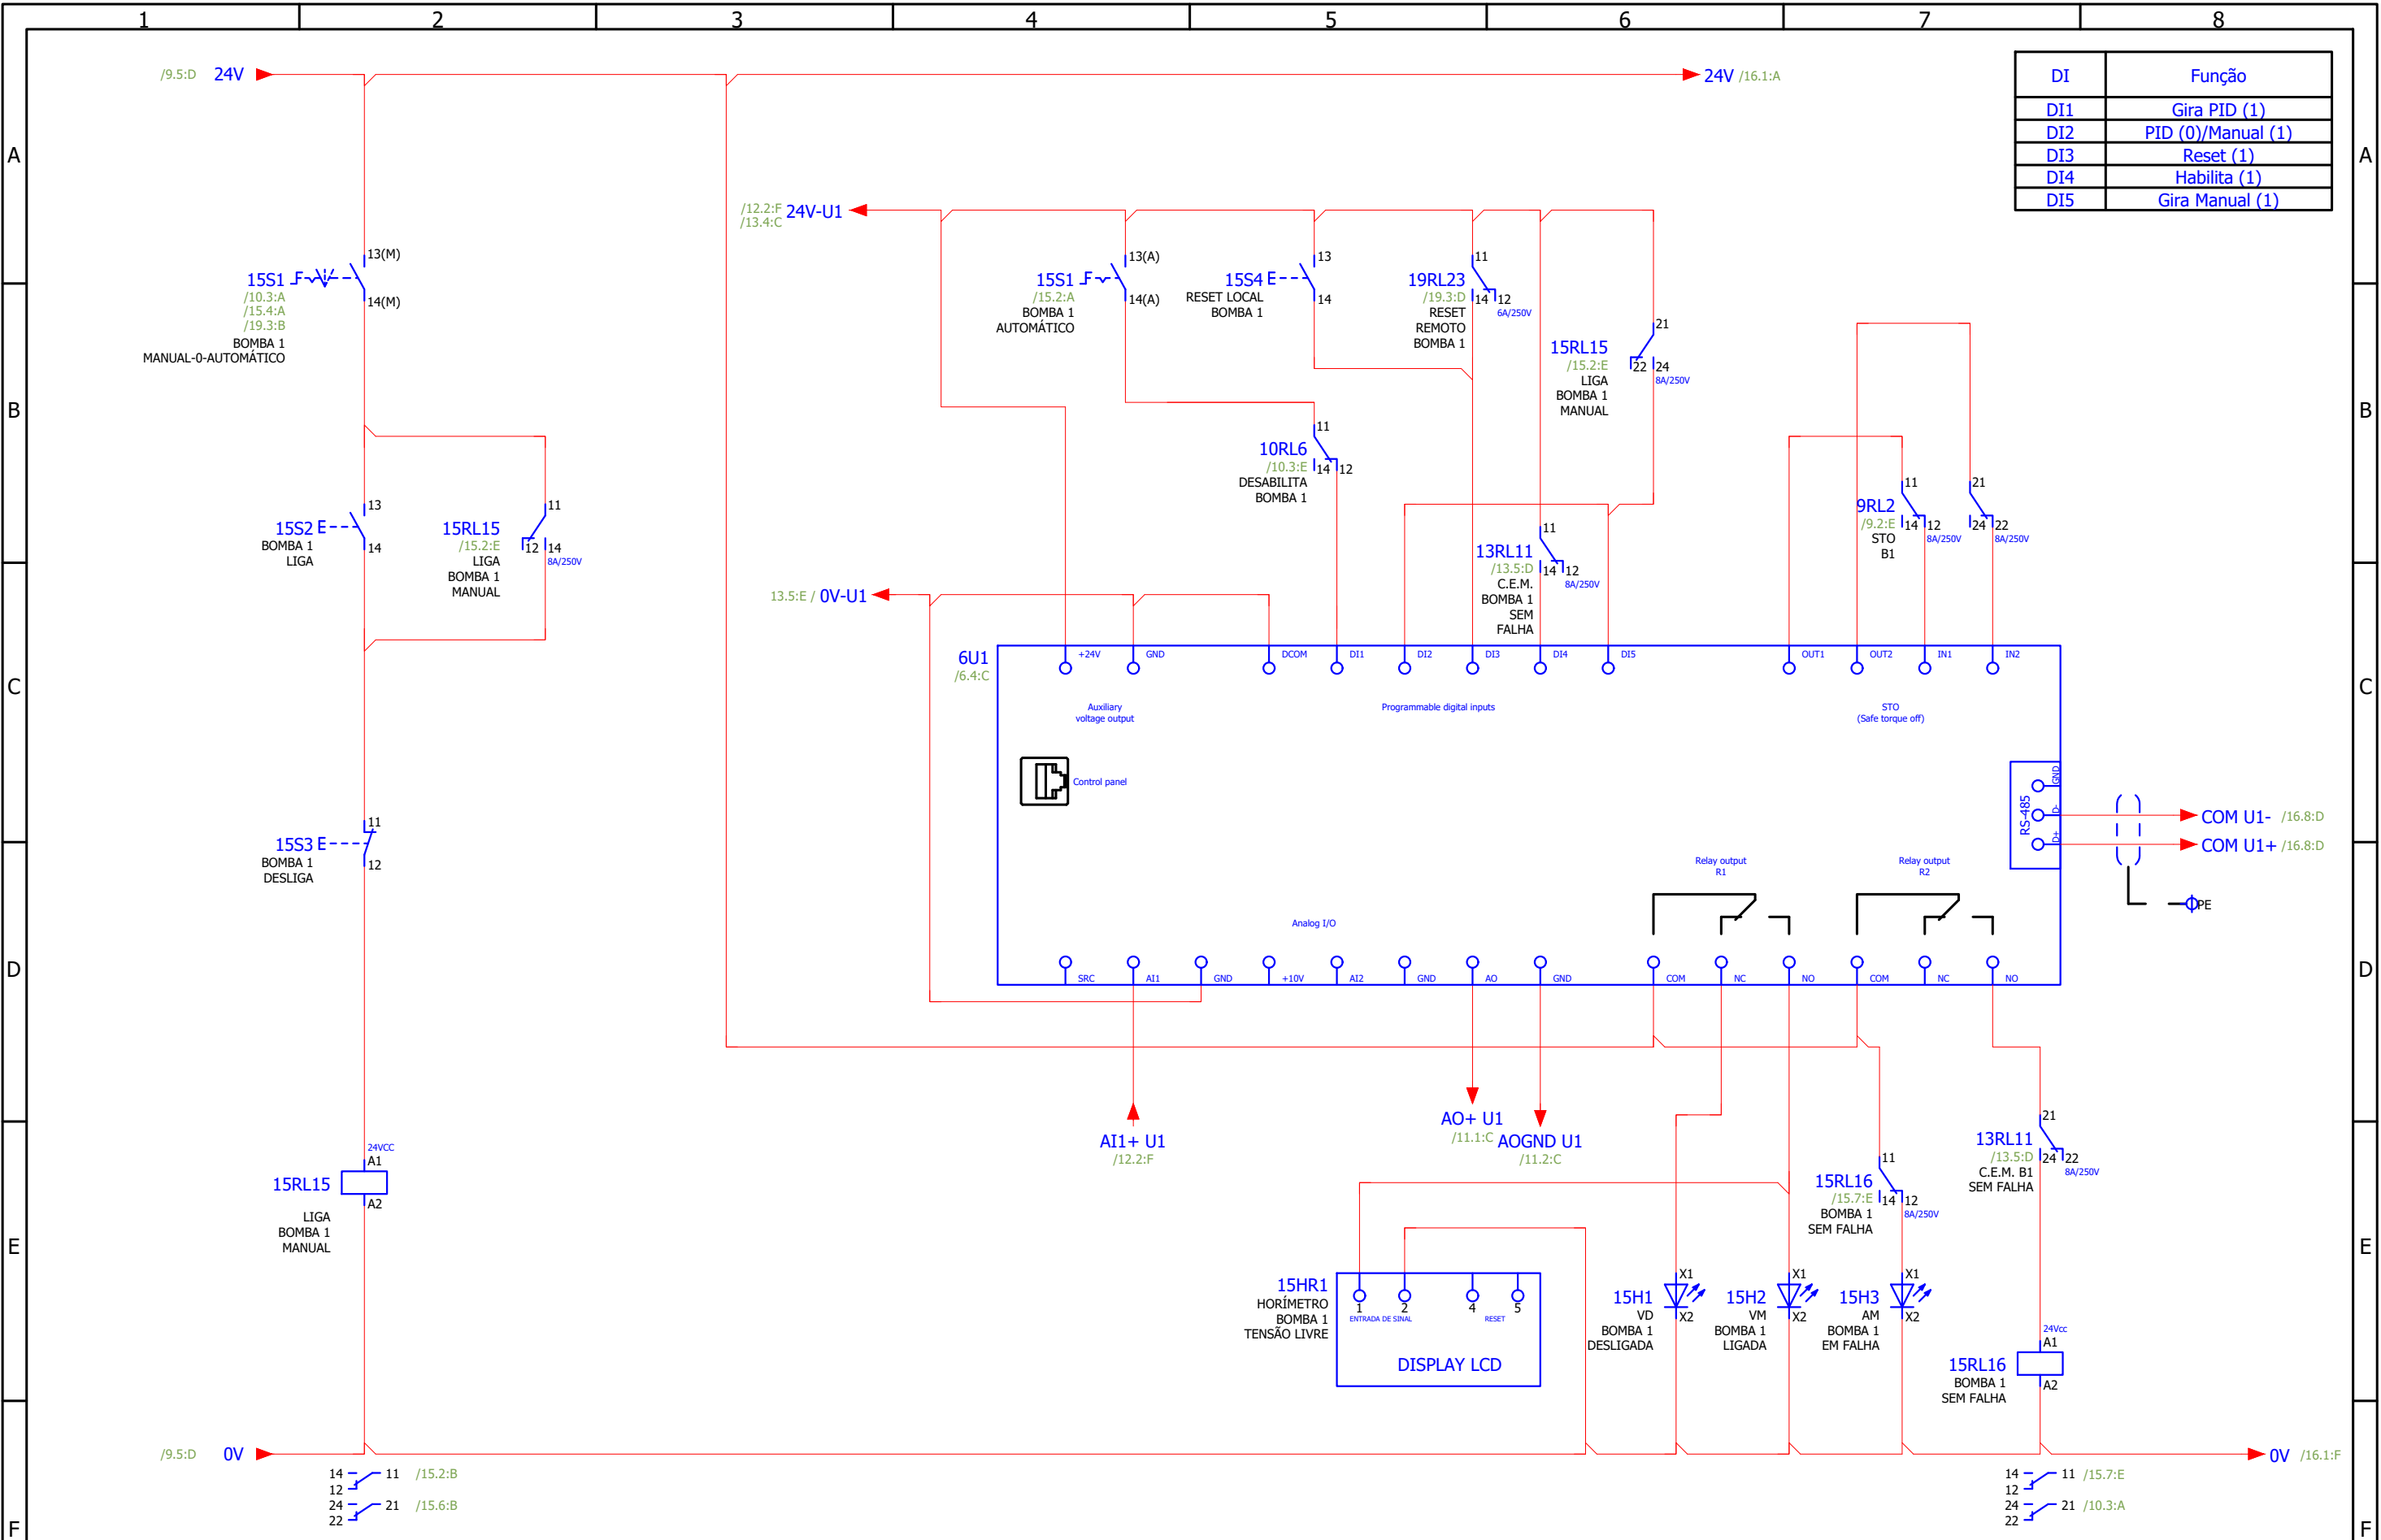 1 2 3 4 5 6 7 8
A A
B B
C C
D D
E E
F F
/9.5:D 24V
24V /16.1:A
DI Função
DI1 Gira PID (1)
DI2 PID (0)/Manual (1)
DI3 Reset (1)
DI4 Habilita (1)
DI5 Gira Manual (1)
/12.2:F
/13.4:C
24V-U1
13(M)
15S1
14(M)
/10.3:A
/15.4:A
/19.3:B
BOMBA 1
MANUAL-0-AUTOMÁTICO
13(A)
15S1
14(A)
/15.2:A
BOMBA 1
AUTOMÁTICO
13
15S4
14
RESET LOCAL
BOMBA 1
11
19RL23
/19.3:D
14 12
6A/250V
RESET
REMOTO
BOMBA 1
21
15RL15
/15.2:E
22 24
8A/250V
LIGA
BOMBA 1
MANUAL
11
10RL6
/10.3:E
14 12
DESABILITA
BOMBA 1
13
15S2
14
BOMBA 1
LIGA
11
15RL15
/15.2:E
12 14
8A/250V
LIGA
BOMBA 1
MANUAL
11
13RL11
/13.5:D
14 12
8A/250V
C.E.M.
BOMBA 1
SEM
FALHA
11 21
9RL2
/9.2:E
14 12 24 22
8A/250V 8A/250V
STO
B1
13.5:E / 0V-U1
6U1
/6.4:C
+24V GND DCOM DI1 DI2 DI3 DI4 DI5 OUT1 OUT2 IN1 IN2
Auxiliary
voltage output
Programmable digital inputs
STO
(Safe torque off)
Control panel
RS-485
GND
D-
D+
COM U1- /16.8:D
COM U1+ /16.8:D
PE
11
15S3
12
BOMBA 1
DESLIGA
Relay output
R1
Relay output
R2
Analog I/O
SRC AI1 GND +10V AI2 GND AO GND COM NC NO COM NC NO
AI1+ U1
/12.2:F
AO+ U1
/11.1:C
AOGND U1
/11.2:C
24VCC
A1
15RL15
A2
LIGA
BOMBA 1
MANUAL
11
15RL16
/15.7:E
14 12
8A/250V
BOMBA 1
SEM FALHA
21
13RL11
/13.5:D
24 22
8A/250V
C.E.M. B1
SEM FALHA
15HR1
HORÍMETRO
BOMBA 1
TENSÃO LIVRE
1 2 4 5
ENTRADA DE SINAL RESET
DISPLAY LCD
X1
15H1
X2
VD
BOMBA 1
DESLIGADA
X1
15H2
X2
VM
BOMBA 1
LIGADA
X1
15H3
X2
AM
BOMBA 1
EM FALHA
24Vcc
A1
15RL16
A2
BOMBA 1
SEM FALHA
/9.5:D 0V
0V /16.1:F
14 11 /15.2:B
12
24 21 /15.6:B
22
14 11 /15.7:E
12
24 21 /10.3:A
22